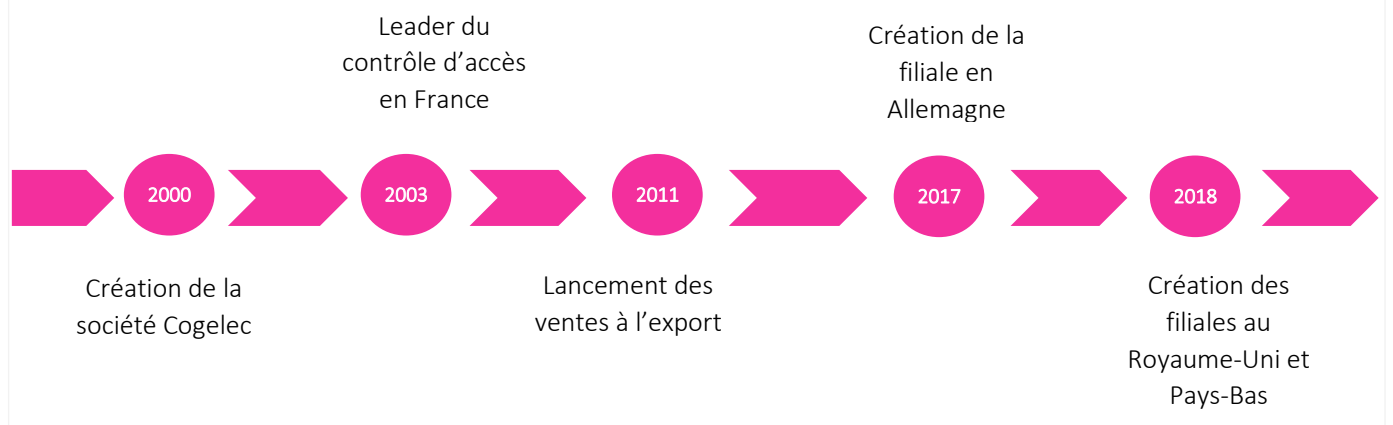 Leader du
contrôle d’accès
en France
Création de la
filiale en
Allemagne
2000
2003
2011
2017
2018
Création de la
société Cogelec
Lancement des
ventes à l’export
Création des
filiales au
Royaume-Uni et
Pays-Bas